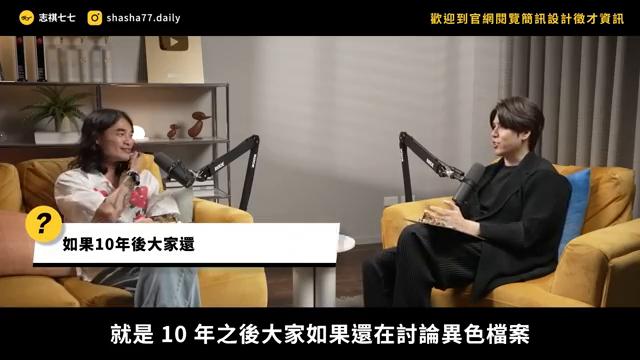 志祺七七
shasha77.daily
歡迎到官網閱覽簡訊設計徵才資訊
?
如果10年後大家還
就是 10 年之後大家如果還在討論異色檔案